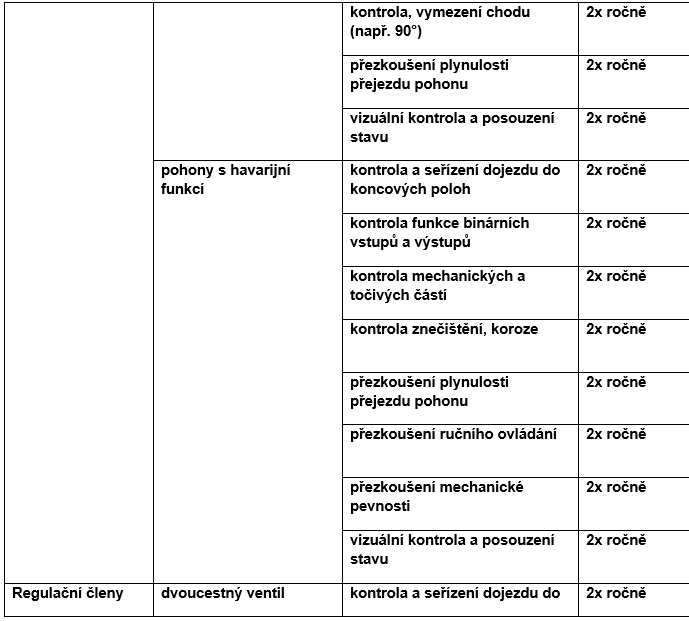 kontrola, vymezení chodu 2x ročně
(např. 90°)
přezkoušení plynulosti 2x ročně
přejezdu pohonu
vizuální kontrola a posouzení 2x ročně
stavu
pohony s havarijní kontrola a seřízení dojezdu do 2x ročně
funkcí koncových poloh
kontrola funkce binárních 2x ročně
vstupů a výstupů
kontrola mechanických a 2x ročně
točivých částí
kontrola znečištění, koroze 2x ročně
přezkoušení plynulosti 2x ročně
přejezdu pohonu
přezkoušení ručního ovládání 2x ročně
přezkoušení mechanické 2x ročně
pevnosti
vizuální kontrola a posouzení 2x ročně
stavu
Regulační členy dvoucestný ventil kontrola a seřízení dojezdu do 2x ročně